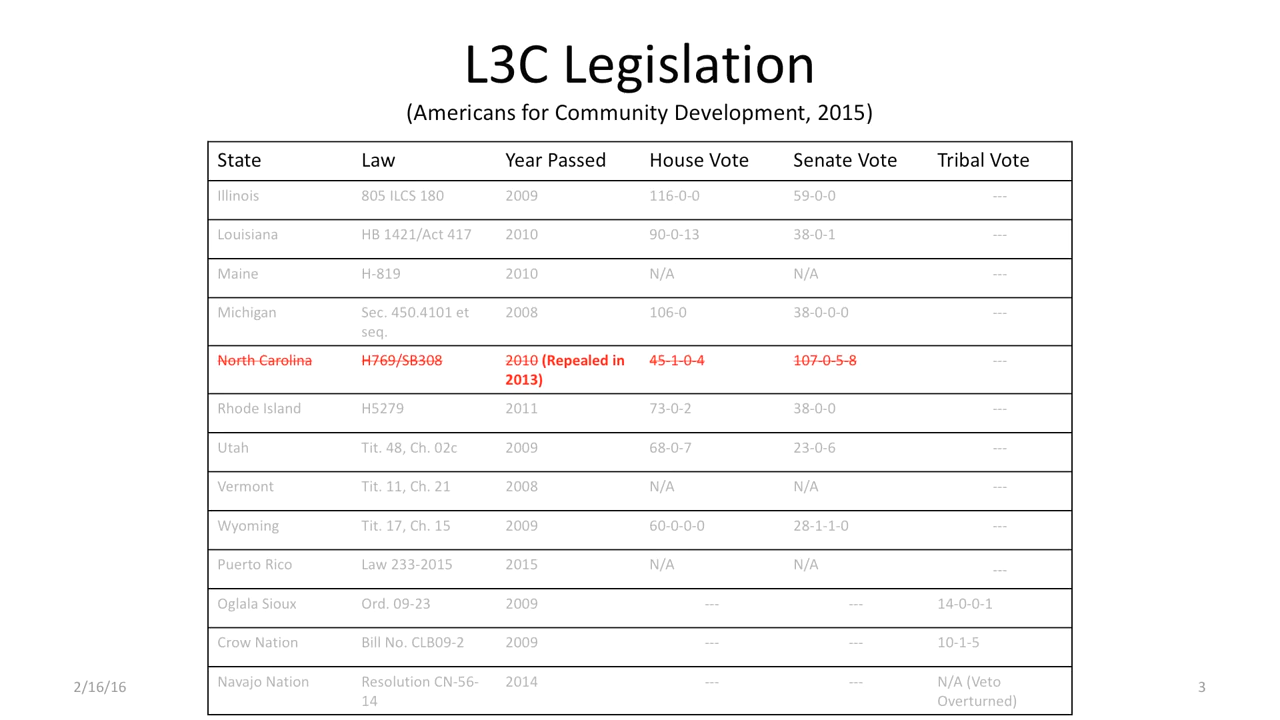 L3C Legislation
(Americans for Community Development, 2015)
State Law Year Passed House Vote Senate Vote Tribal Vote
Illinois 805 ILCS 180 2009 116-0-0 59-0-0 ---
Louisiana HB 1421/Act 417 2010 90-0-13 38-0-1 ---
Maine H-819 2010 N/A N/A ---
Michigan Sec. 450.4101 et 2008 106-0 38-0-0-0 ---
seq.
North Carolina H769/SB308 2010 (Repealed in 45-1-0-4 107-0-5-8 ---
2013)
Rhode Island H5279 2011 73-0-2 38-0-0 ---
Utah Tit. 48, Ch. 02c 2009 68-0-7 23-0-6 ---
Vermont Tit. 11, Ch. 21 2008 N/A N/A ---
Wyoming Tit. 17, Ch. 15 2009 60-0-0-0 28-1-1-0 ---
Puerto Rico Law 233-2015 2015 N/A N/A ---
Oglala Sioux Ord. 09-23 2009 --- --- 14-0-0-1
Crow Nation Bill No. CLB09-2 2009 --- --- 10-1-5
Navajo Nation Resolution CN-56- 2014 --- --- N/A (Veto
14 Overturned)
2/16/16 3